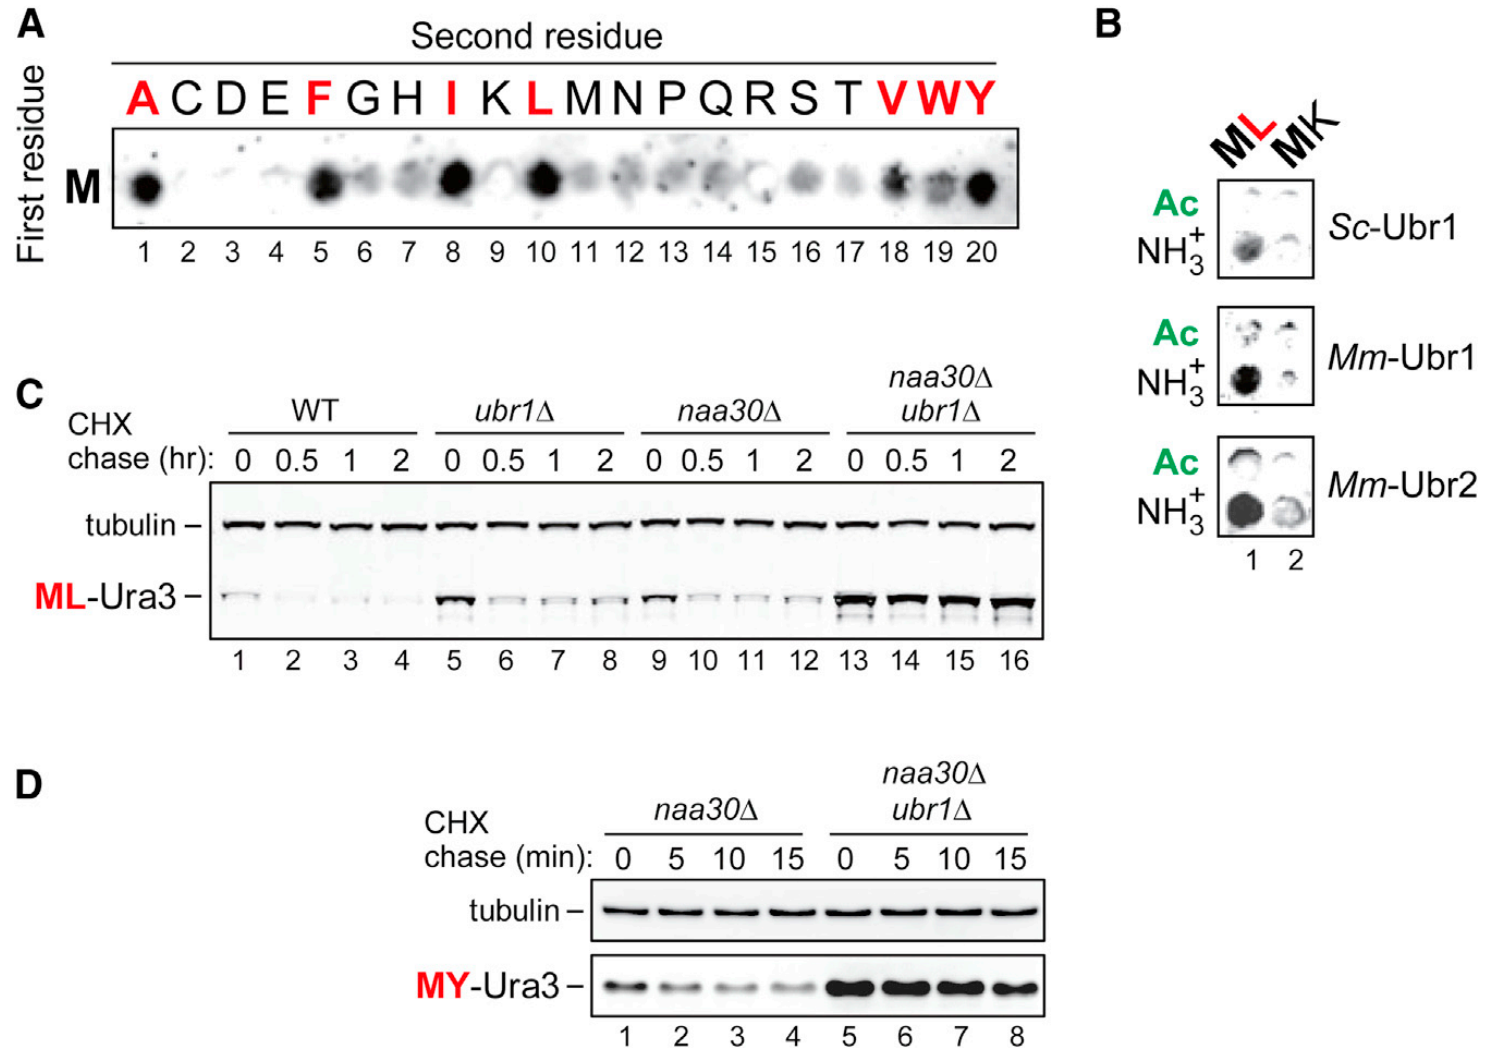 A
Second residue
First residue
A C D E F G H I K L M N P Q R S T V W Y
M
1 2 3 4 5 6 7 8 9 10 11 12 13 14 15 16 17 18 19 20
B
ML MK
Ac
NH3+
Sc-Ubr1
Ac
NH3+
Mm-Ubr1
Ac
NH3+
Mm-Ubr2
1 2
C
CHX
chase (hr):
WT ubr1Δ naa30Δ naa30Δ ubr1Δ
0 0.5 1 2 0 0.5 1 2 0 0.5 1 2 0 0.5 1 2
tubulin –
ML-Ura3 –
1 2 3 4 5 6 7 8 9 10 11 12 13 14 15 16
D
CHX
chase (min):
naa30Δ naa30Δ ubr1Δ
0 5 10 15 0 5 10 15
tubulin –
MY-Ura3 –
1 2 3 4 5 6 7 8